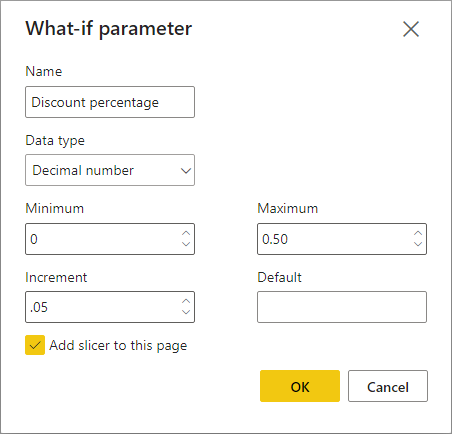 What-if parameter
Name
Discount percentage
Data type
Decimal number
Minimum
Maximum
0
0.50
Increment
Default
.05
Add slicer to this page
OK
Cancel